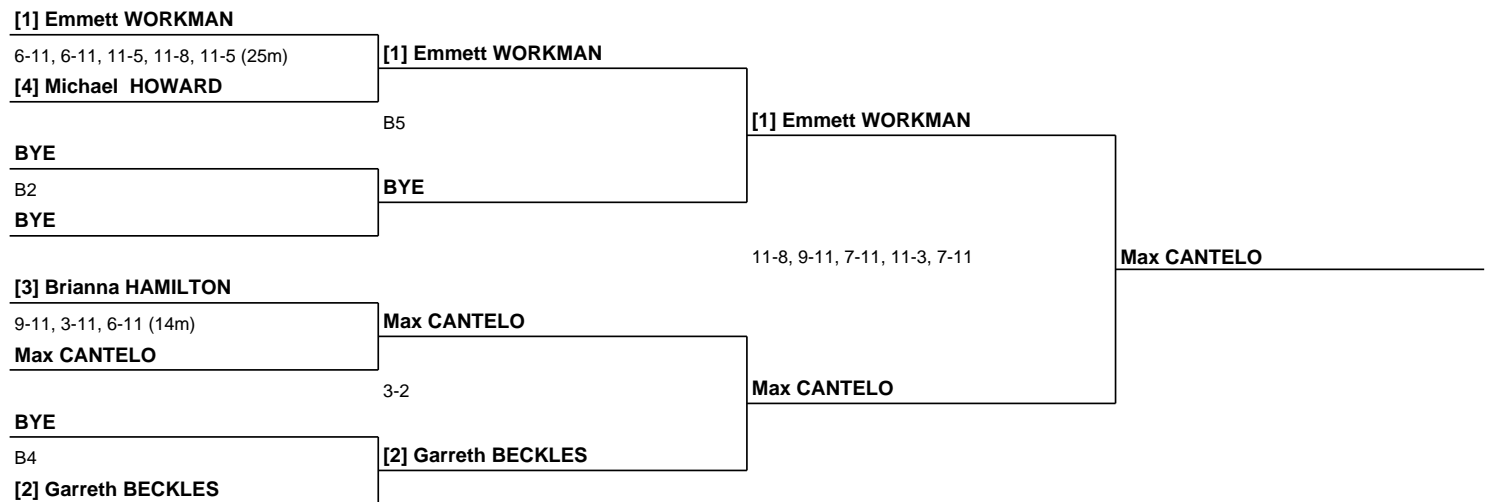 [1] Emmett WORKMAN
6-11, 6-11, 11-5, 11-8, 11-5 (25m)
[1] Emmett WORKMAN
[4] Michael  HOWARD
B5
[1] Emmett WORKMAN
BYE
B2
BYE
BYE
11-8, 9-11, 7-11, 11-3, 7-11
Max CANTELO
[3] Brianna HAMILTON
9-11, 3-11, 6-11 (14m)
Max CANTELO
Max CANTELO
3-2
Max CANTELO
BYE
B4
[2] Garreth BECKLES
[2] Garreth BECKLES